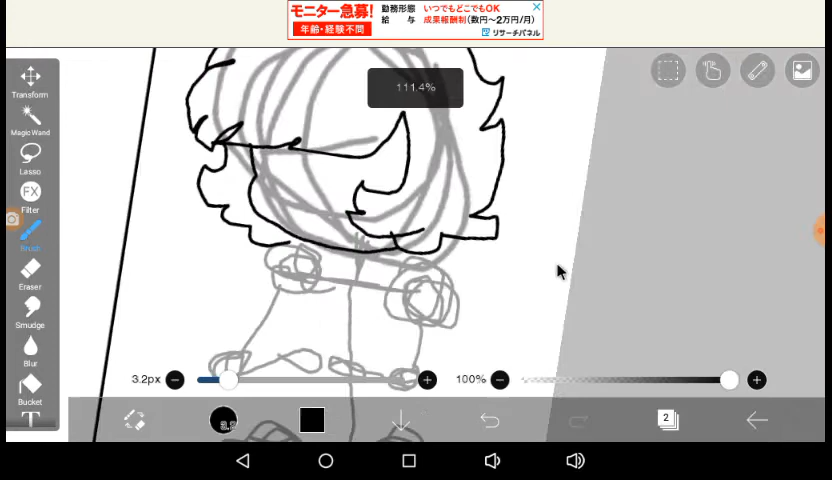 モニター急募!
年齢・経験不問
勤務形態 いつでもどこでもOK
給 与 成果報酬制(数円〜2万円/月)
リサーチパネル
111.4%
Transform
Magic Wand
Lasso
FX
Filter
Brush
Eraser
Smudge
Blur
Bucket
T
3.2px
100%
2